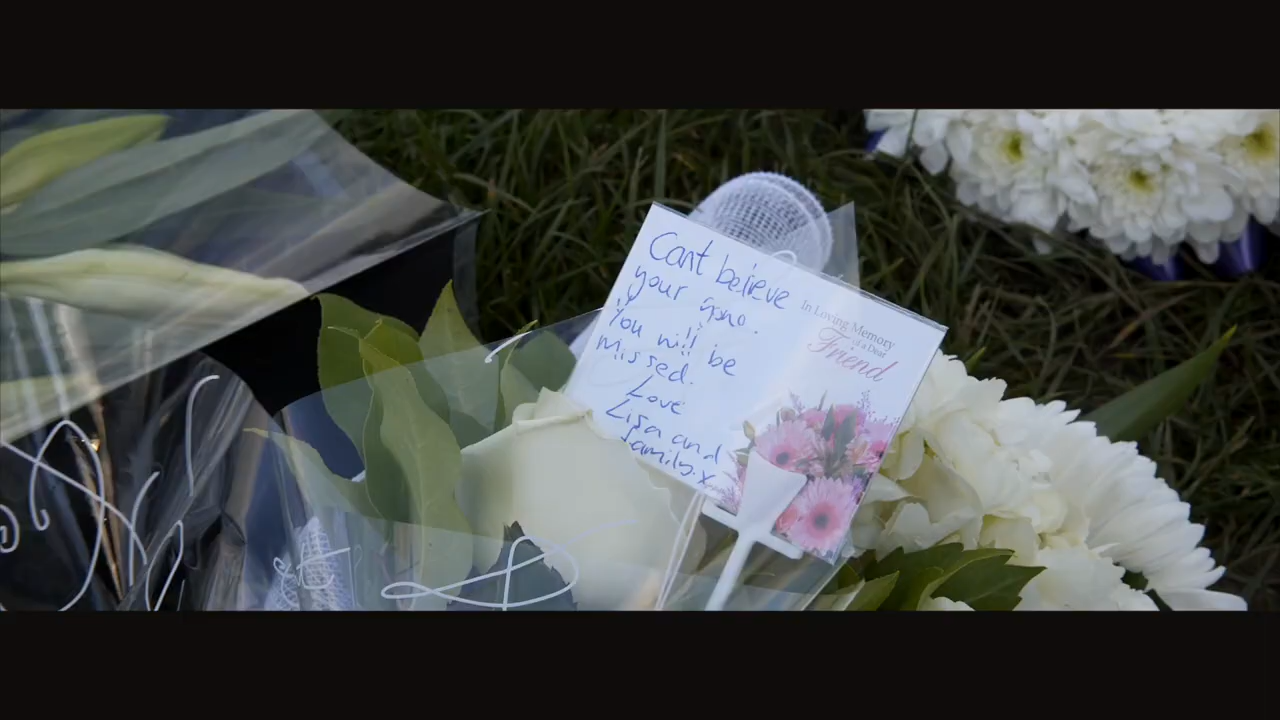 Cant believe
your gone.
You will be
missed.
Love
Lisa and
family.x
In Loving Memory
of a Dear
Friend